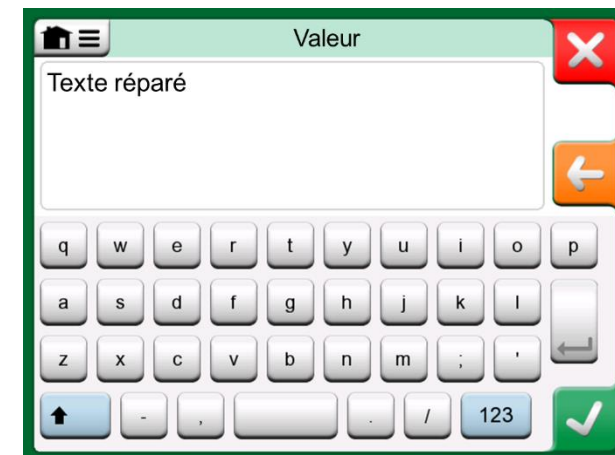 Valeur
Texte réparé
q w e r t y u i o p
a s d f g h j k l
z x c v b n m ; '
- , . / 123